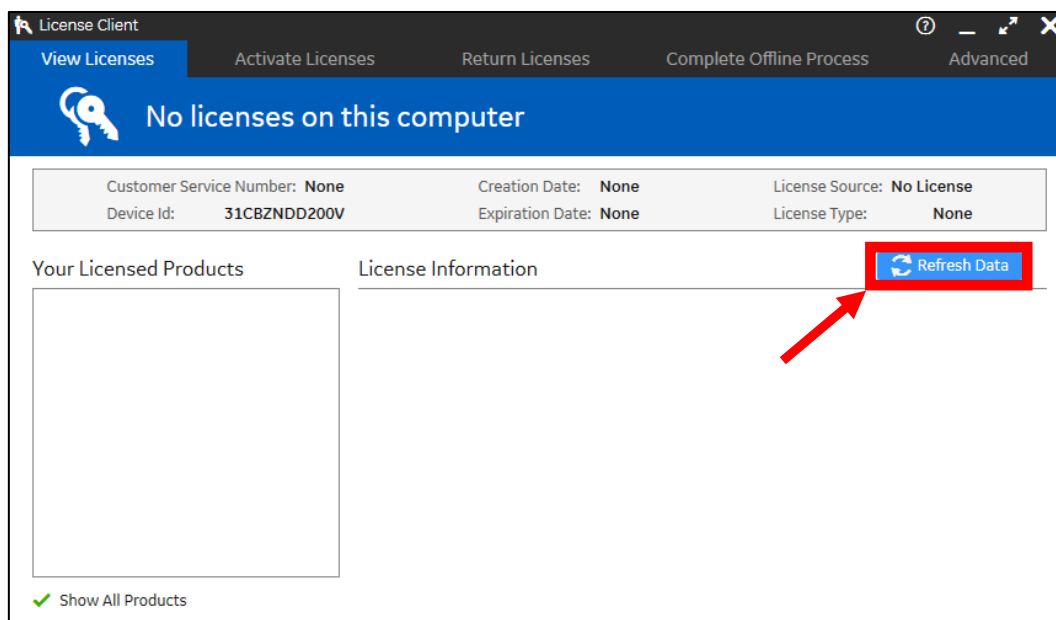 License Client
View Licenses Activate Licenses Return Licenses Complete Offline Process Advanced
No licenses on this computer
Customer Service Number: None Creation Date: None License Source: No License
Device Id: 31CBZNDD200V Expiration Date: None License Type: None
Your Licensed Products License Information Refresh Data
Show All Products